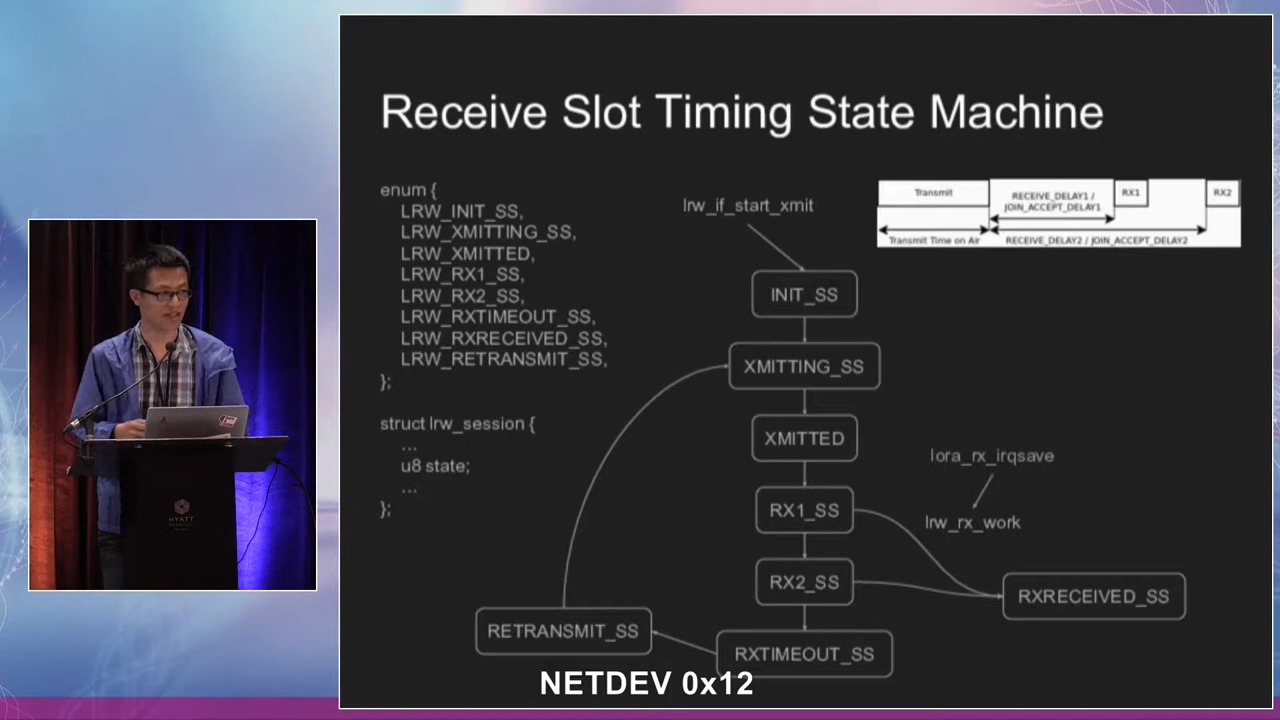 Receive Slot Timing State Machine
enum {
LRW_INIT_SS,
LRW_XMITTING_SS,
LRW_XMITTED,
LRW_RX1_SS,
LRW_RX2_SS,
LRW_RXTIMEOUT_SS,
LRW_RXRECEIVED_SS,
LRW_RETRANSMIT_SS,
};
struct lrw_session {
...
u8 state;
...
};
lrw_if_start_xmit
Transmit
RECEIVE_DELAY1 /
JOIN_ACCEPT_DELAY1
RX1
RX2
Transmit Time on Air
RECEIVE_DELAY2 / JOIN_ACCEPT_DELAY2
INIT_SS
XMITTING_SS
XMITTED
lora_rx_irqsave
RX1_SS
lrw_rx_work
RX2_SS
RXRECEIVED_SS
RETRANSMIT_SS
RXTIMEOUT_SS
NETDEV 0x12
HYATT